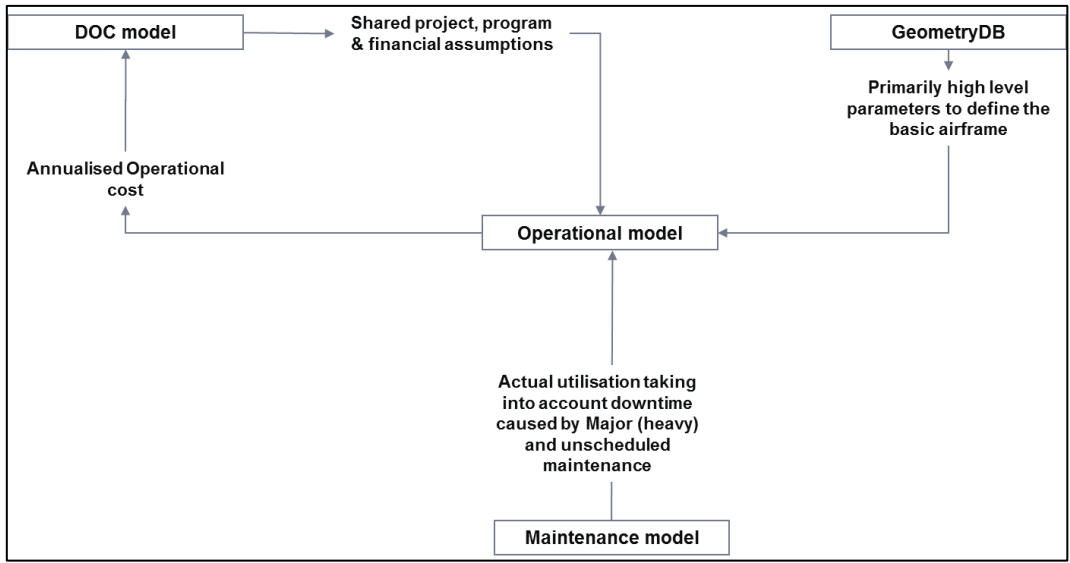 DOC model
Shared project, program
& financial assumptions
GeometryDB
Primarily high level
parameters to define the
basic airframe
Annualised Operational
cost
Operational model
Actual utilisation taking
into account downtime
caused by Major (heavy)
and unscheduled
maintenance
Maintenance model